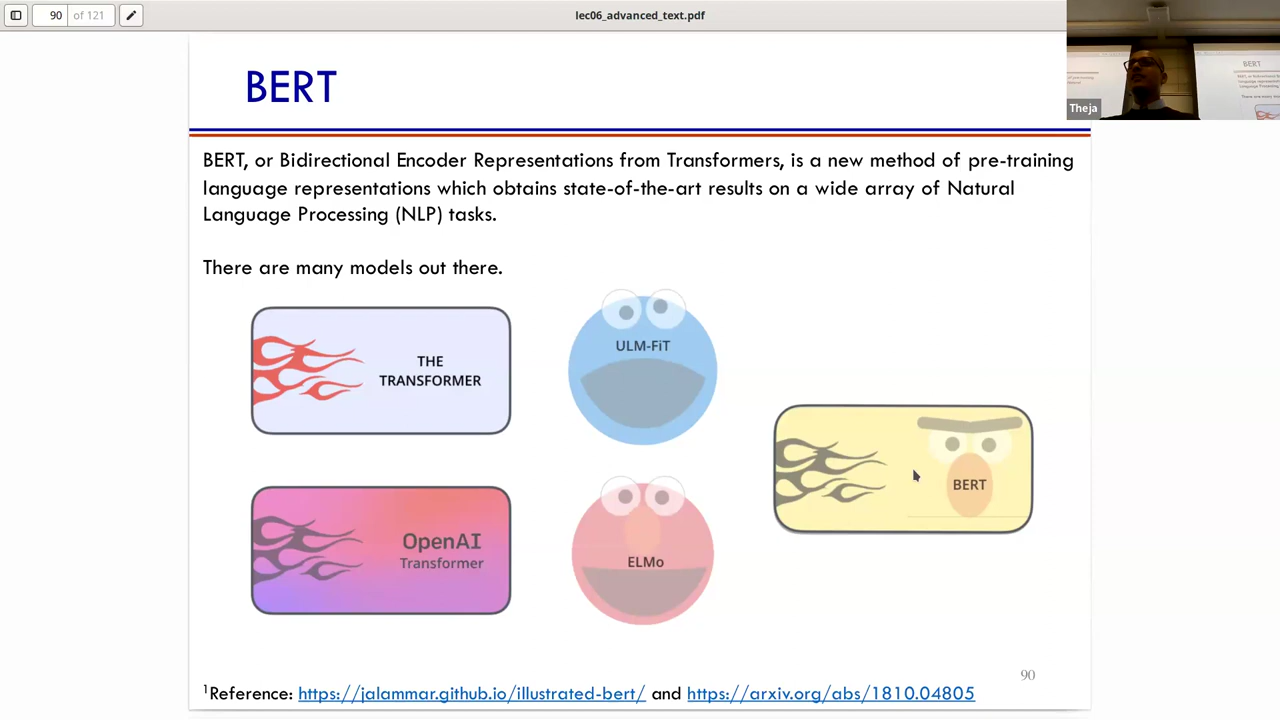 90 of 121
lec06_advanced_text.pdf
Theja
BERT
BERT, or Bidirectional Encoder Representations from Transformers, is a new method of pre-training
language representations which obtains state-of-the-art results on a wide array of Natural
Language Processing (NLP) tasks.
There are many models out there.
THE
TRANSFORMER
ULM-FiT
OpenAI
Transformer
ELMo
BERT
90
1Reference: https://jalammar.github.io/illustrated-bert/ and https://arxiv.org/abs/1810.04805